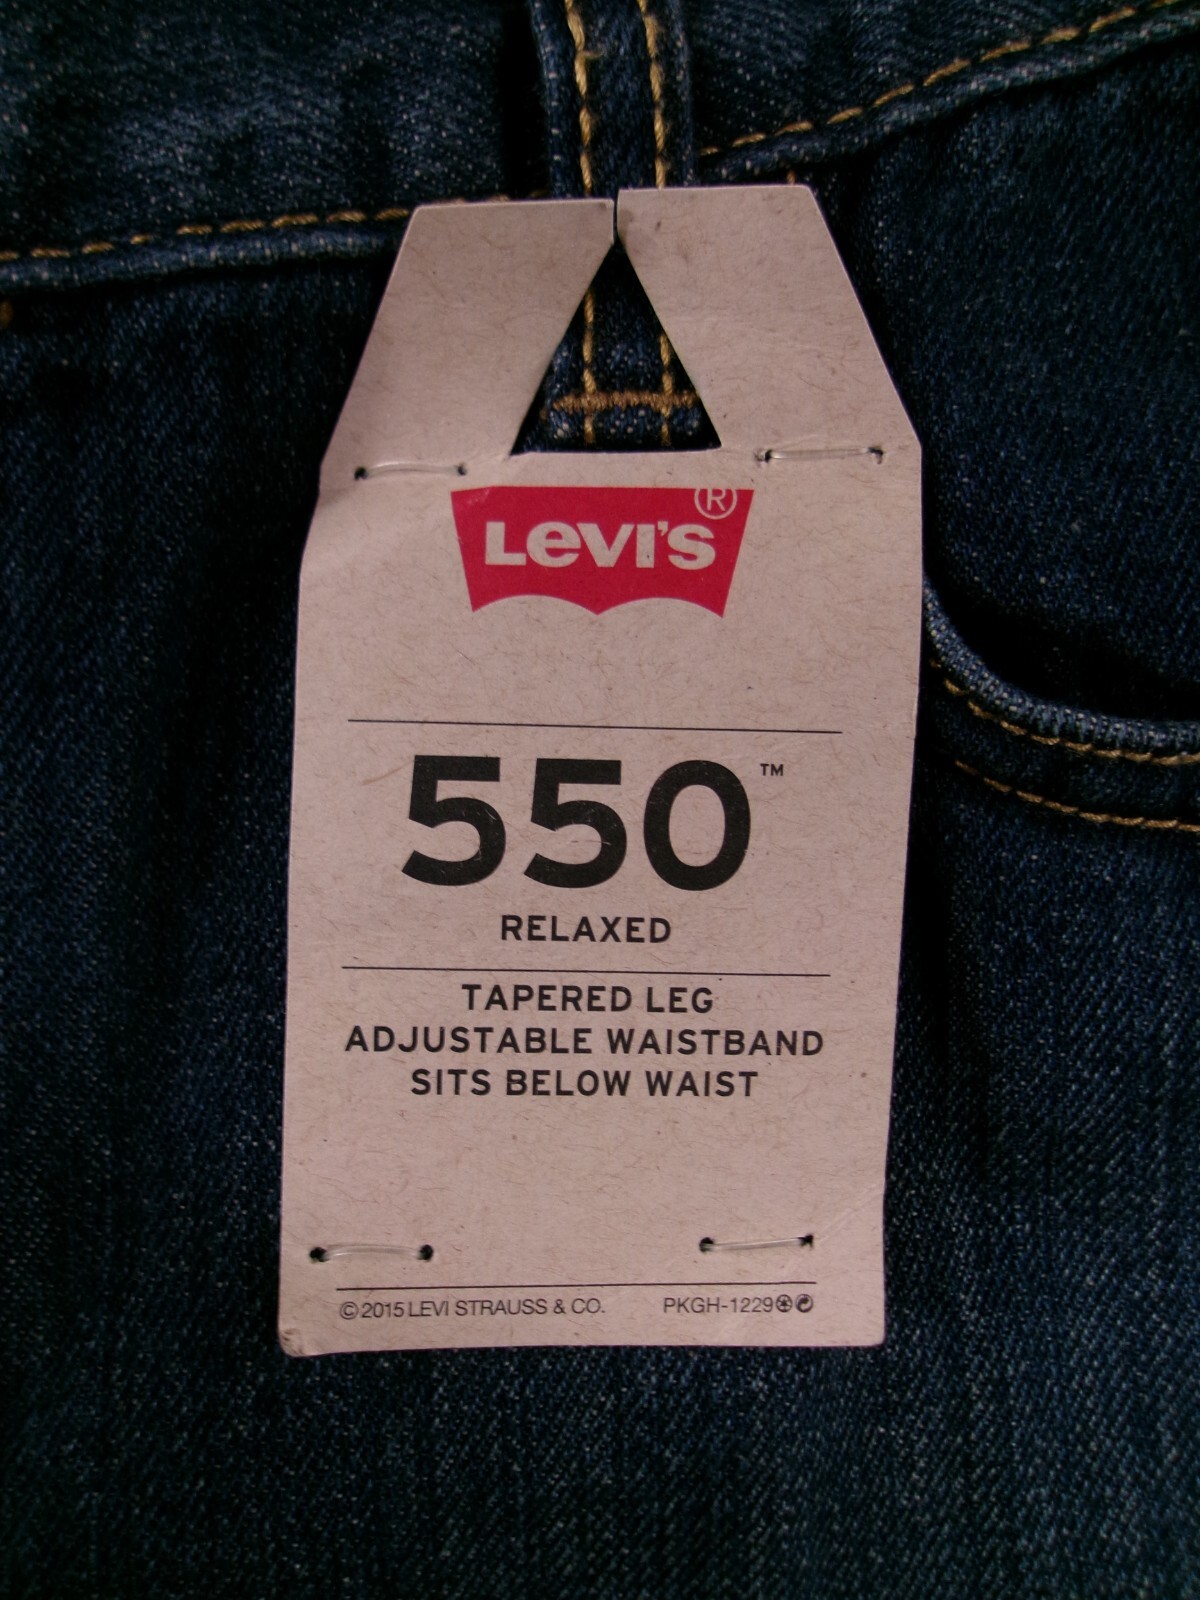 LEVI'S®
550™
RELAXED
TAPERED LEG
ADJUSTABLE WAISTBAND
SITS BELOW WAIST
©2015 LEVI STRAUSS & CO. PKGH-1229